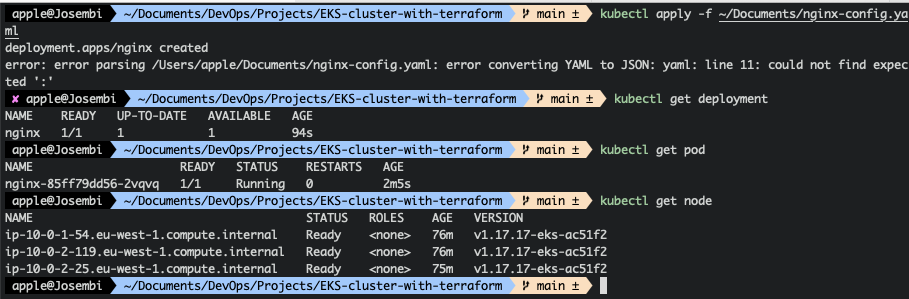 apple@Josembi ~/Documents/DevOps/Projects/EKS-cluster-with-terraform main ± kubectl apply -f ~/Documents/nginx-config.ya
ml
deployment.apps/nginx created
error: error parsing /Users/apple/Documents/nginx-config.yaml: error converting YAML to JSON: yaml: line 11: could not find expec
ted ':'
✘ apple@Josembi ~/Documents/DevOps/Projects/EKS-cluster-with-terraform main ± kubectl get deployment
NAME READY UP-TO-DATE AVAILABLE AGE
nginx 1/1 1 1 94s
apple@Josembi ~/Documents/DevOps/Projects/EKS-cluster-with-terraform main ± kubectl get pod
NAME READY STATUS RESTARTS AGE
nginx-85ff79dd56-2vqvq 1/1 Running 0 2m5s
apple@Josembi ~/Documents/DevOps/Projects/EKS-cluster-with-terraform main ± kubectl get node
NAME STATUS ROLES AGE VERSION
ip-10-0-1-54.eu-west-1.compute.internal Ready <none> 76m v1.17.17-eks-ac51f2
ip-10-0-2-119.eu-west-1.compute.internal Ready <none> 76m v1.17.17-eks-ac51f2
ip-10-0-2-25.eu-west-1.compute.internal Ready <none> 75m v1.17.17-eks-ac51f2
apple@Josembi ~/Documents/DevOps/Projects/EKS-cluster-with-terraform main ±